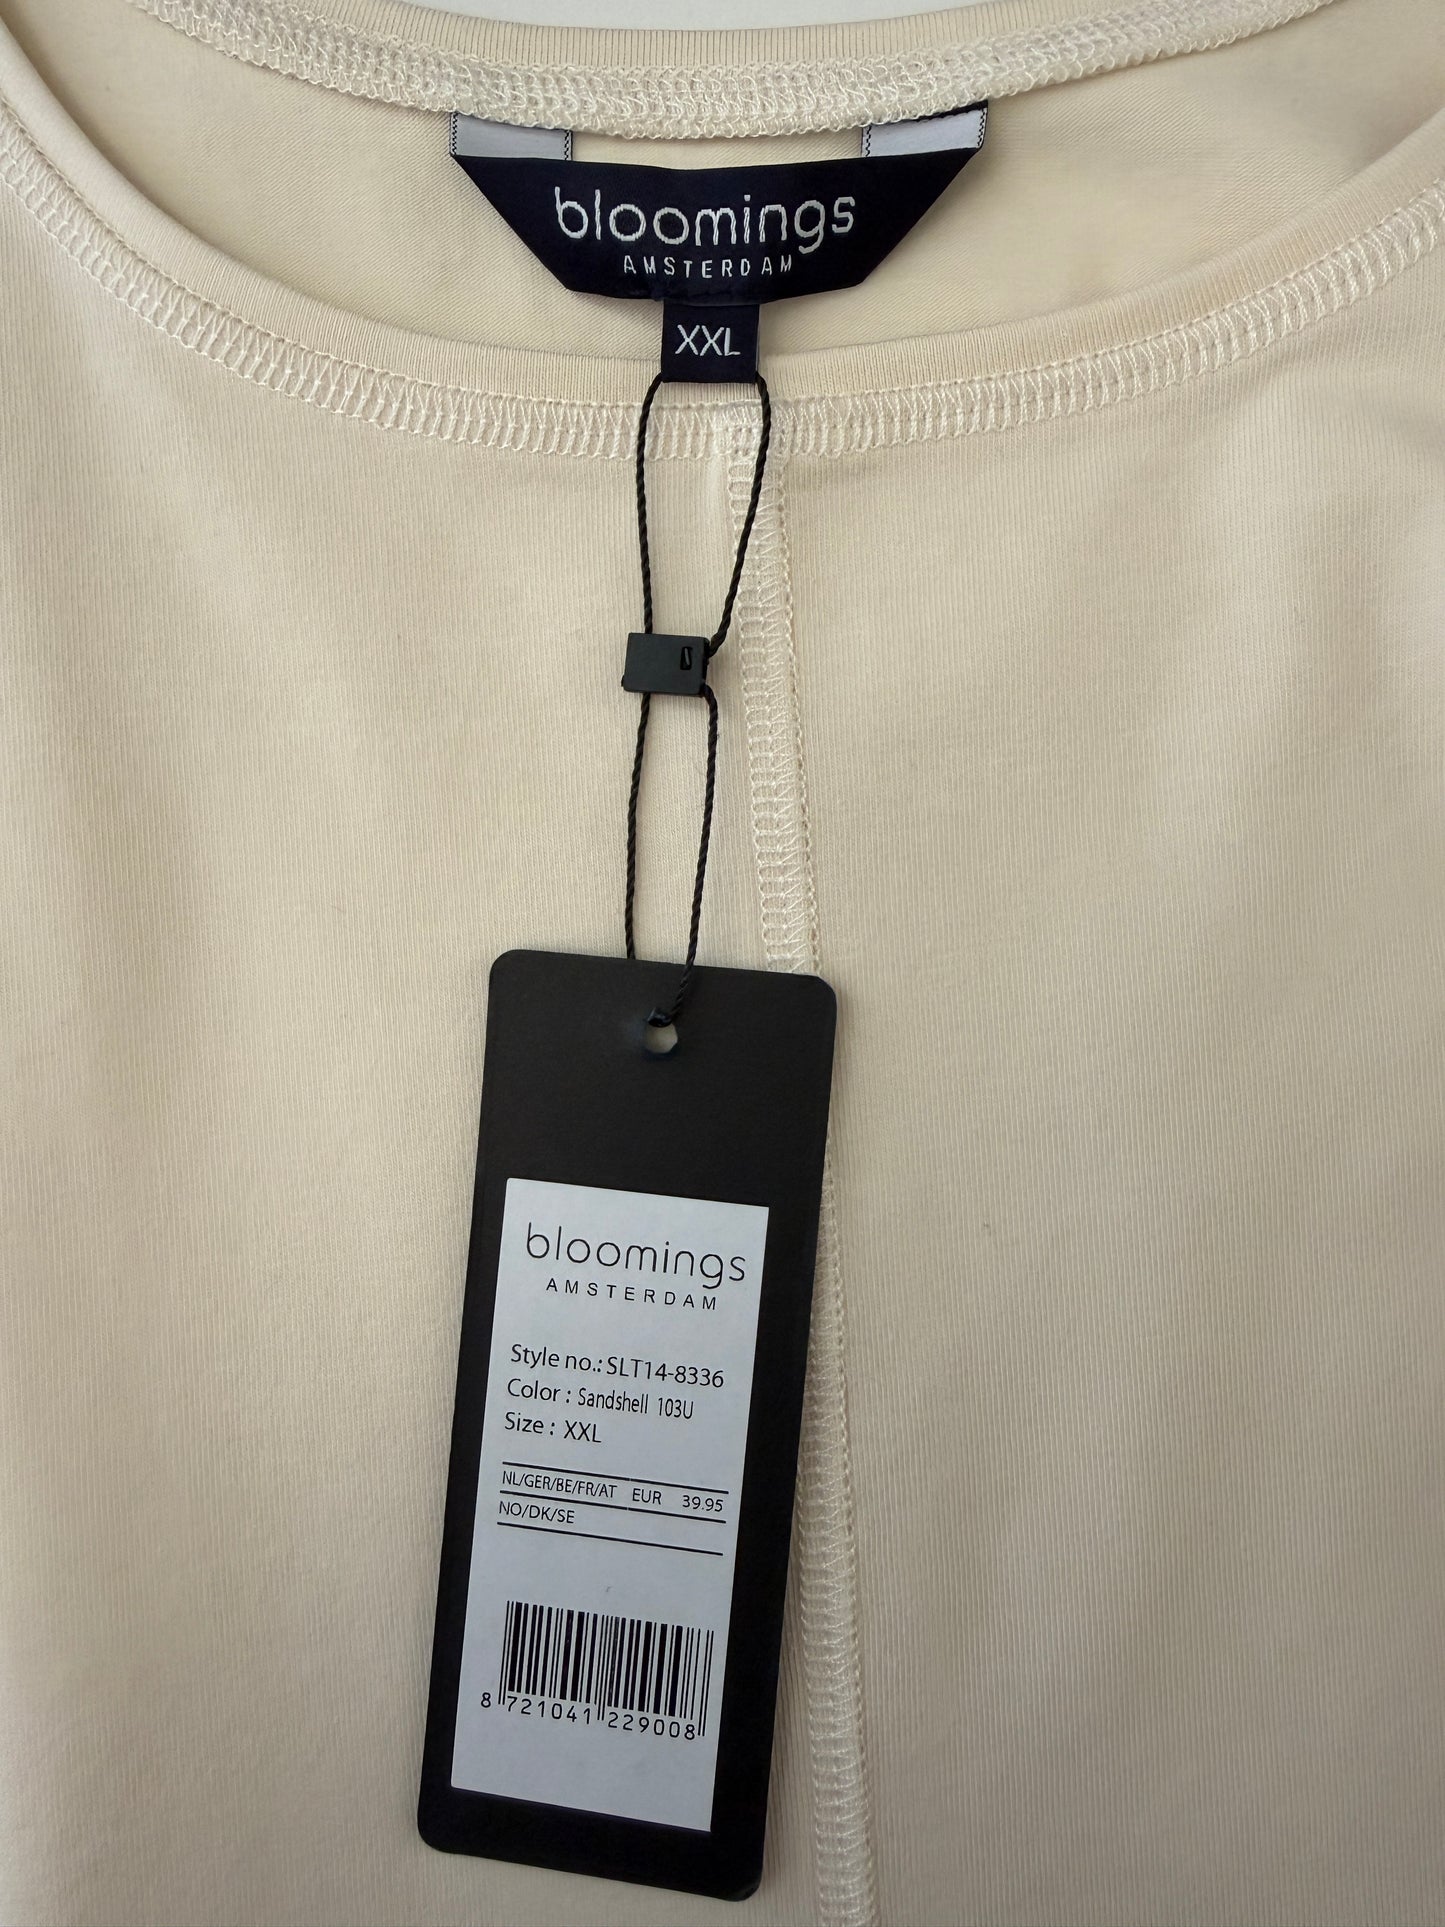 bloomings
AMSTERDAM
XXL
bloomings
AMSTERDAM
Style no.: SLT14-8336
Color : Sandshell 103U
Size : XXL
NL/GER/BE/FR/AT EUR 39.95
NO/DK/SE
8 721041 229008